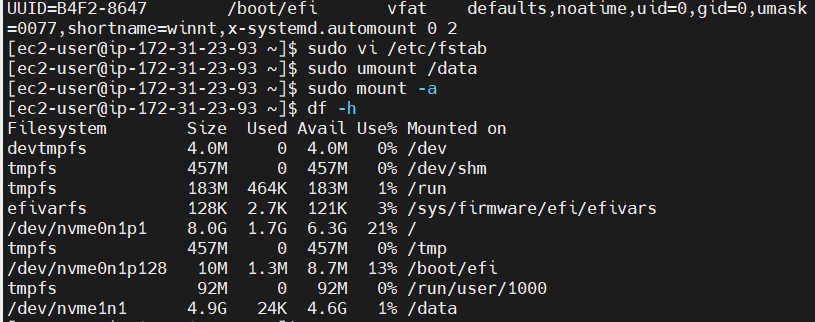 UUID=B4F2-8647        /boot/efi       vfat    defaults,noatime,uid=0,gid=0,umask
=0077,shortname=winnt,x-systemd.automount 0 2
[ec2-user@ip-172-31-23-93 ~]$ sudo vi /etc/fstab
[ec2-user@ip-172-31-23-93 ~]$ sudo umount /data
[ec2-user@ip-172-31-23-93 ~]$ sudo mount -a
[ec2-user@ip-172-31-23-93 ~]$ df -h
Filesystem        Size  Used Avail Use% Mounted on
devtmpfs          4.0M     0  4.0M   0% /dev
tmpfs             457M     0  457M   0% /dev/shm
tmpfs             183M  464K  183M   1% /run
efivarfs          128K  2.7K  121K   3% /sys/firmware/efi/efivars
/dev/nvme0n1p1    8.0G  1.7G  6.3G  21% /
tmpfs             457M     0  457M   0% /tmp
/dev/nvme0n1p128   10M  1.3M  8.7M  13% /boot/efi
tmpfs              92M     0   92M   0% /run/user/1000
/dev/nvme1n1      4.9G   24K  4.6G   1% /data